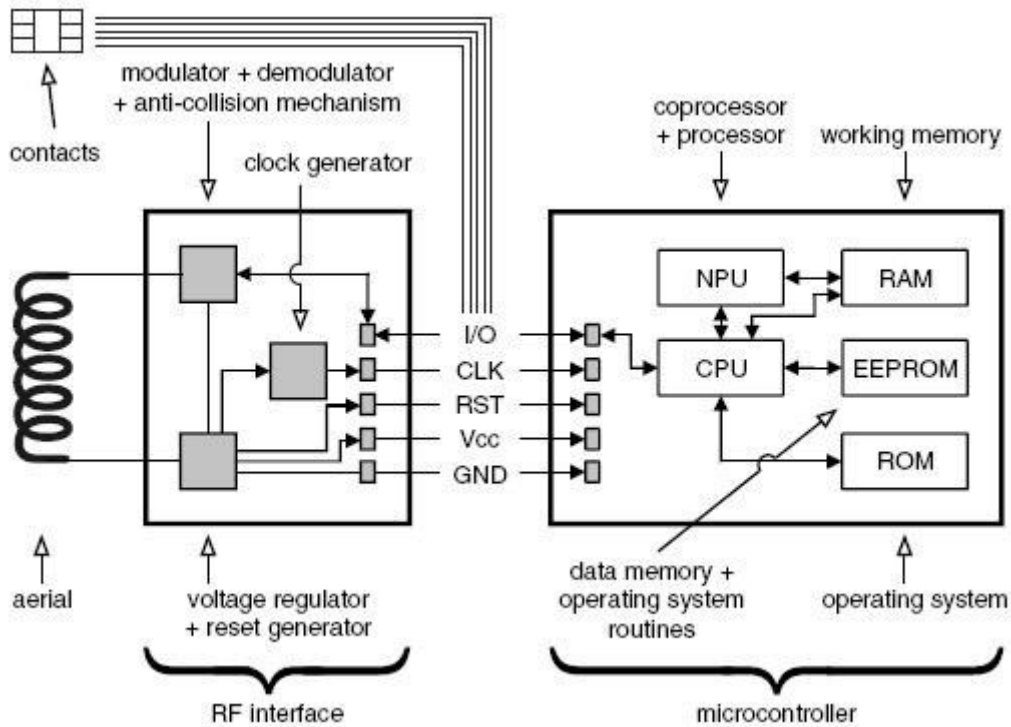 modulator + demodulator
+ anti-collision mechanism
contacts
clock generator
coprocessor
+ processor
working memory
NPU
RAM
I/O
CLK
CPU
EEPROM
RST
Vcc
ROM
GND
aerial
voltage regulator
+ reset generator
data memory +
operating system
routines
operating system
RF interface
microcontroller